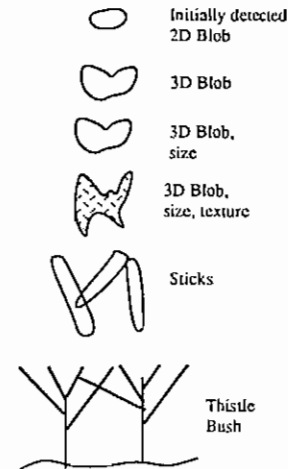 Initially detected
2D Blob
3D Blob
3D Blob,
size
3D Blob,
size, texture
Sticks
Thistle
Bush